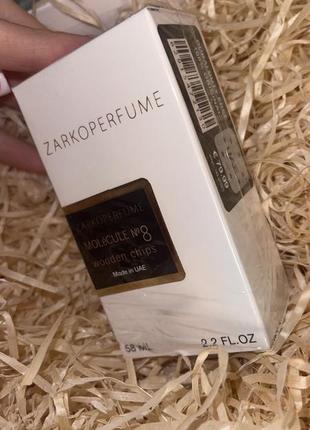 ZARKOPERFUME
ZARKOPERFUME
MOLéCULE №8
wooden chips
Made in UAE
58 ML
2.2 FL.OZ